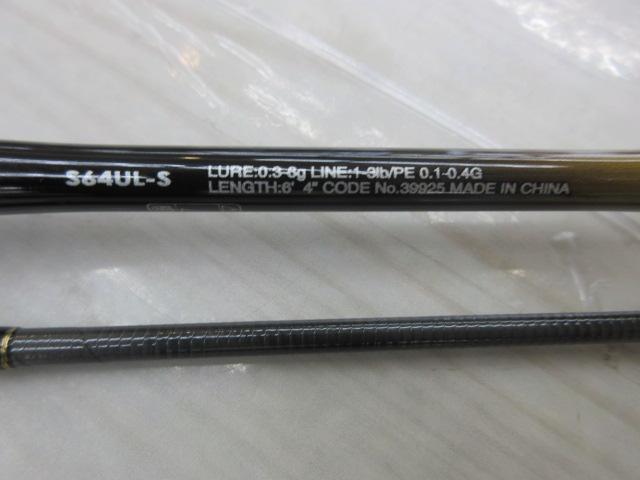 S64UL-S
LURE:0.3-6g LINE:1-3lb/PE 0.1-0.4G
LENGTH:6' 4" CODE No.39925 MADE IN CHINA